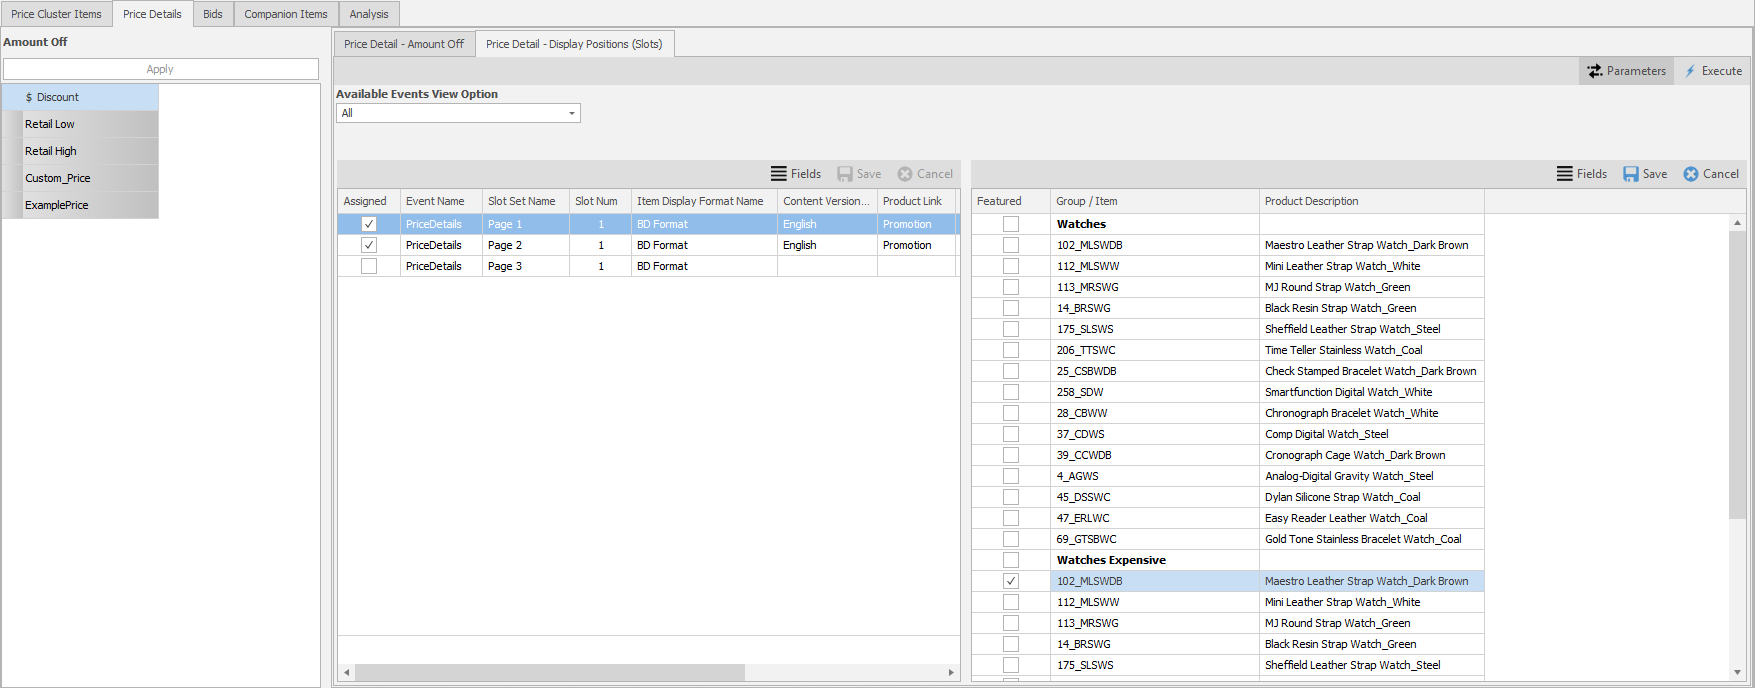 Price Cluster Items Price Details Bids Companion Items Analysis
Amount Off
Apply
$ Discount
Retail Low
Retail High
Custom_Price
ExamplePrice
Price Detail - Amount Off Price Detail - Display Positions (Slots)
Parameters Execute
Available Events View Option
All
Fields Save Cancel
Assigned Event Name Slot Set Name Slot Num Item Display Format Name Content Version... Product Link
PriceDetails Page 1 1 BD Format English Promotion
PriceDetails Page 2 1 BD Format English Promotion
PriceDetails Page 3 1 BD Format
Fields Save Cancel
Featured Group / Item Product Description
Watches
102_MLSWDB Maestro Leather Strap Watch_Dark Brown
112_MLSWW Mini Leather Strap Watch_White
113_MRSWG MJ Round Strap Watch_Green
14_BRSWG Black Resin Strap Watch_Green
175_SLSWS Sheffield Leather Strap Watch_Steel
206_TTSWC Time Teller Stainless Watch_Coal
25_CSBWDB Check Stamped Bracelet Watch_Dark Brown
258_SDW Smartfunction Digital Watch_White
28_CBWW Chronograph Bracelet Watch_White
37_CDWS Comp Digital Watch_Steel
39_CCWDB Cronograph Cage Watch_Dark Brown
4_AGWS Analog-Digital Gravity Watch_Steel
45_DSSWC Dylan Silicone Strap Watch_Coal
47_ERLWC Easy Reader Leather Watch_Coal
69_GTSBWC Gold Tone Stainless Bracelet Watch_Coal
Watches Expensive
102_MLSWDB Maestro Leather Strap Watch_Dark Brown
112_MLSWW Mini Leather Strap Watch_White
113_MRSWG MJ Round Strap Watch_Green
14_BRSWG Black Resin Strap Watch_Green
175_SLSWS Sheffield Leather Strap Watch_Steel